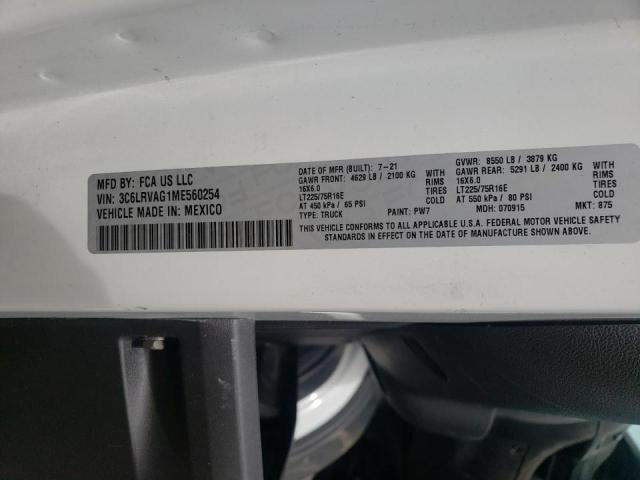 MFD BY: FCA US LLC
VIN: 3C6LRVAG1ME560254
VEHICLE MADE IN: MEXICO
DATE OF MFR (BUILT): 7-21
GAWR FRONT: 4629 LB / 2100 KG WITH
16X6.0 RIMS
LT225/75R16E TIRES
AT 450 kPa / 65 PSI COLD
TYPE: TRUCK PAINT: PW7
GVWR: 8550 LB / 3879 KG
GAWR REAR: 5291 LB / 2400 KG WITH
16X6.0 RIMS
LT225/75R16E TIRES
AT 550 kPa / 80 PSI COLD
MDH: 070915 MKT: 875
THIS VEHICLE CONFORMS TO ALL APPLICABLE U.S.A. FEDERAL MOTOR VEHICLE SAFETY
STANDARDS IN EFFECT ON THE DATE OF MANUFACTURE SHOWN ABOVE.